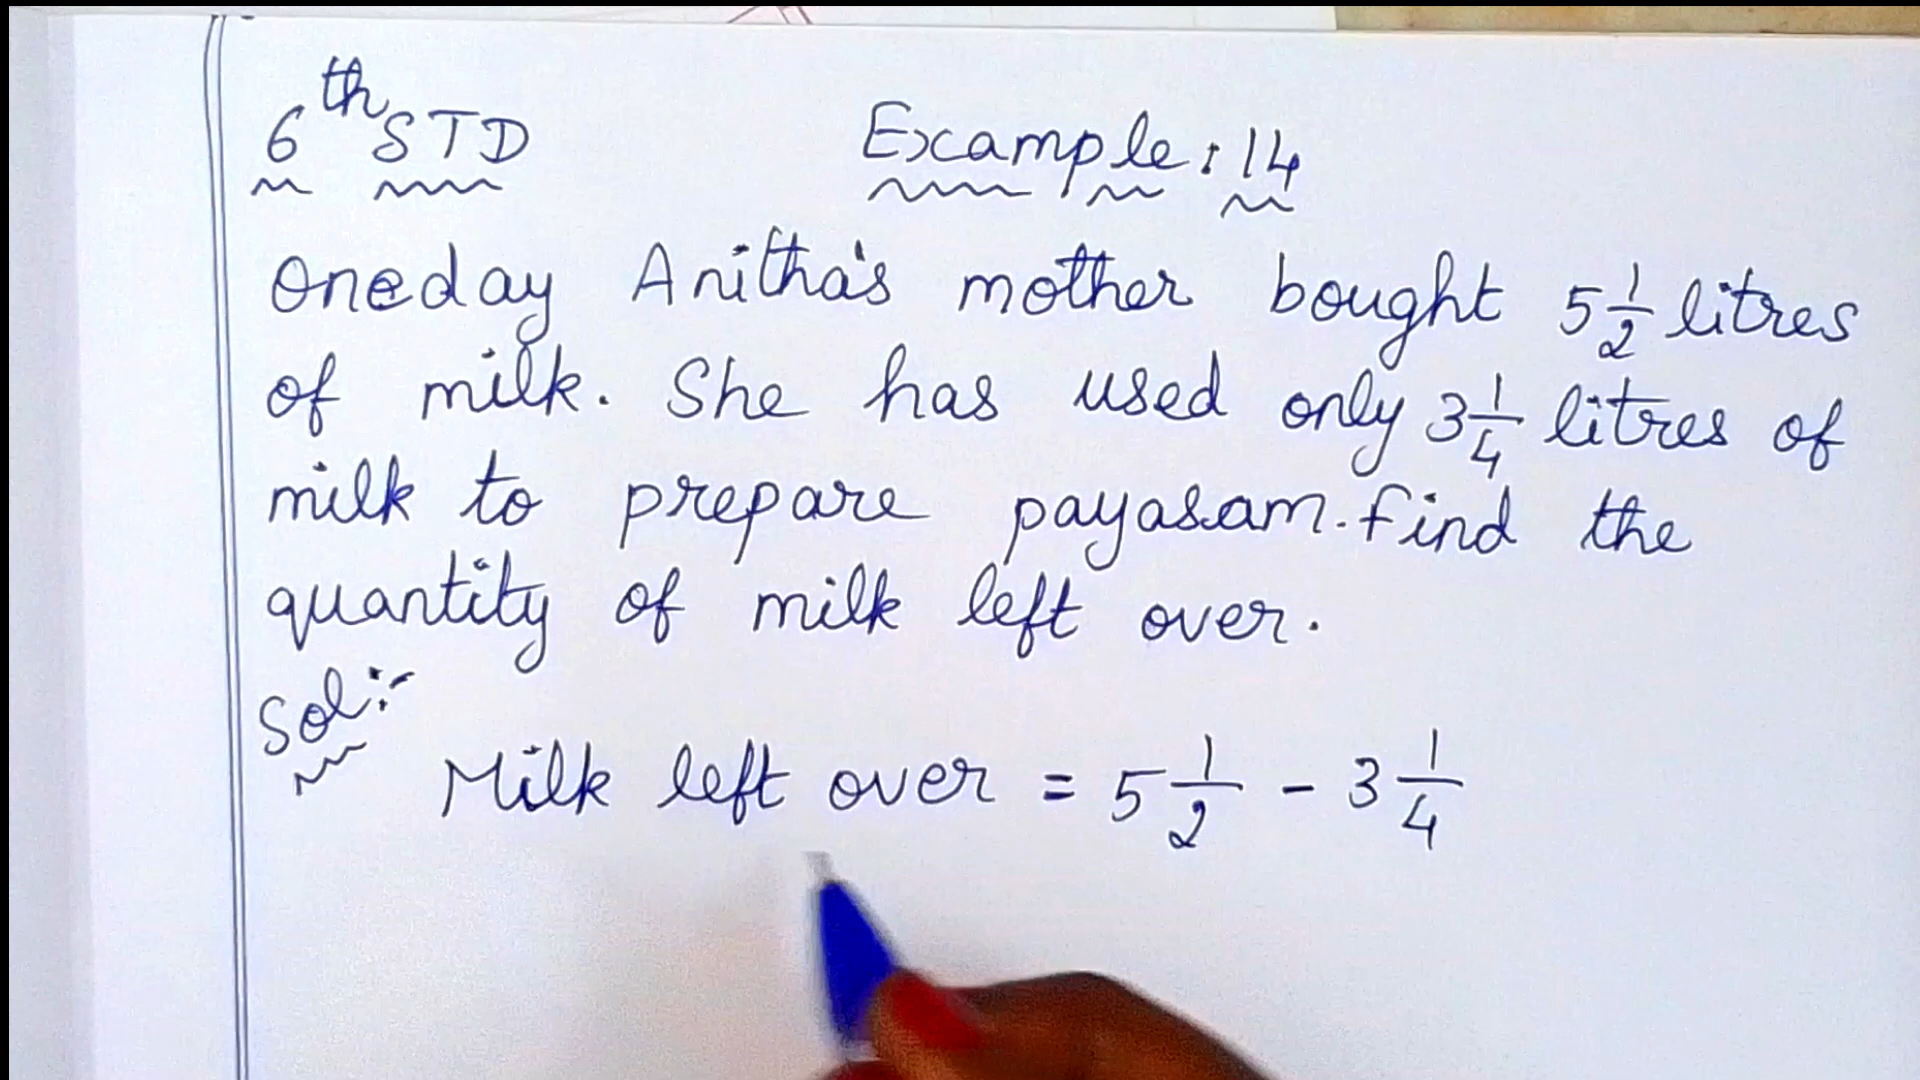 6th STD Example: 14
Oneday Anitha's mother bought 5 1/2 litres
of milk. She has used only 3 1/4 litres of
milk to prepare payasam. Find the
quantity of milk left over.
Sol:-
Milk left over = 5 1/2 - 3 1/4